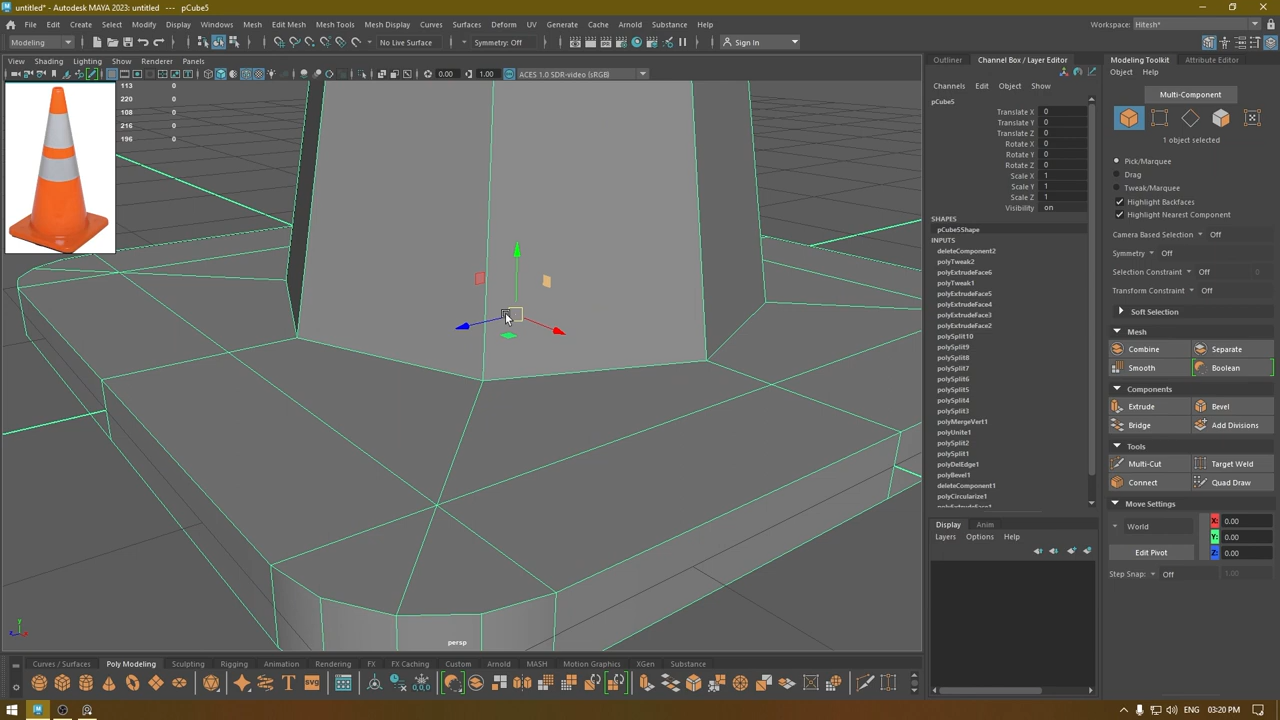 untitled* - Autodesk MAYA 2023: untitled --- pCube5
File Edit Create Select Modify Display Windows Mesh Edit Mesh Mesh Tools Mesh Display Curves Surfaces Deform UV Generate Cache Arnold Help
Workspace: Hitesh*
Modeling No Live Surface Symmetry: Off Sign In
View Shading Lighting Show Renderer Panels
0.00 1.00 ACES 1.0 SDR-video (sRGB)
113 0
220 0
108 0
216 0
196 0
persp
Outliner Channel Box / Layer Editor
Channels Edit Object Show
pCube5
Translate X 0
Translate Y 0
Translate Z 0
Rotate X 0
Rotate Y 0
Rotate Z 0
Scale X 1
Scale Y 1
Scale Z 1
Visibility on
SHAPES
pCube5Shape
INPUTS
deleteComponent2
polyTweak2
polyExtrudeFace6
polyTweak1
polyExtrudeFace5
polyExtrudeFace4
polyExtrudeFace3
polyExtrudeFace2
polySplit10
polySplit9
polySplit8
polySplit7
polySplit6
polySplit5
polySplit4
polySplit3
polyMergeVert1
polyUnite1
polySplit2
polySplit1
polyDelEdge1
polyBevel1
deleteComponent1
polyCircularize1
polyExtrudeFace1
Display Anim
Layers Options Help
Modeling Toolkit Attribute Editor
Object Help
Multi-Component
1 object selected
Pick/Marquee
Drag
Tweak/Marquee
Highlight Backfaces
Highlight Nearest Component
Camera Based Selection Off
Symmetry Off
Selection Constraint Off
Transform Constraint Off
Soft Selection
Mesh
Combine Separate
Smooth Boolean
Components
Extrude Bevel
Bridge Add Divisions
Tools
Multi-Cut Target Weld
Connect Quad Draw
Move Settings
World X: 0.00
Y: 0.00
Edit Pivot Z: 0.00
Step Snap: Off 1.00
Curves / Surfaces Poly Modeling Sculpting Rigging Animation Rendering FX FX Caching Custom Arnold MASH Motion Graphics XGen Substance
T SVG 0,0,0
ENG 03:20 PM